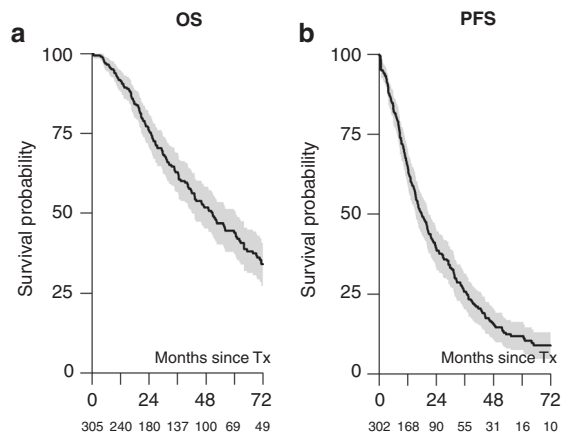 OS
PFS
a
b
100
75
50
25
0
Survival probability
Months since Tx
0 24 48 72
305 240 180 137 100 69 49
100
75
50
25
0
Survival probability
Months since Tx
0 24 48 72
302 168 90 55 31 16 10